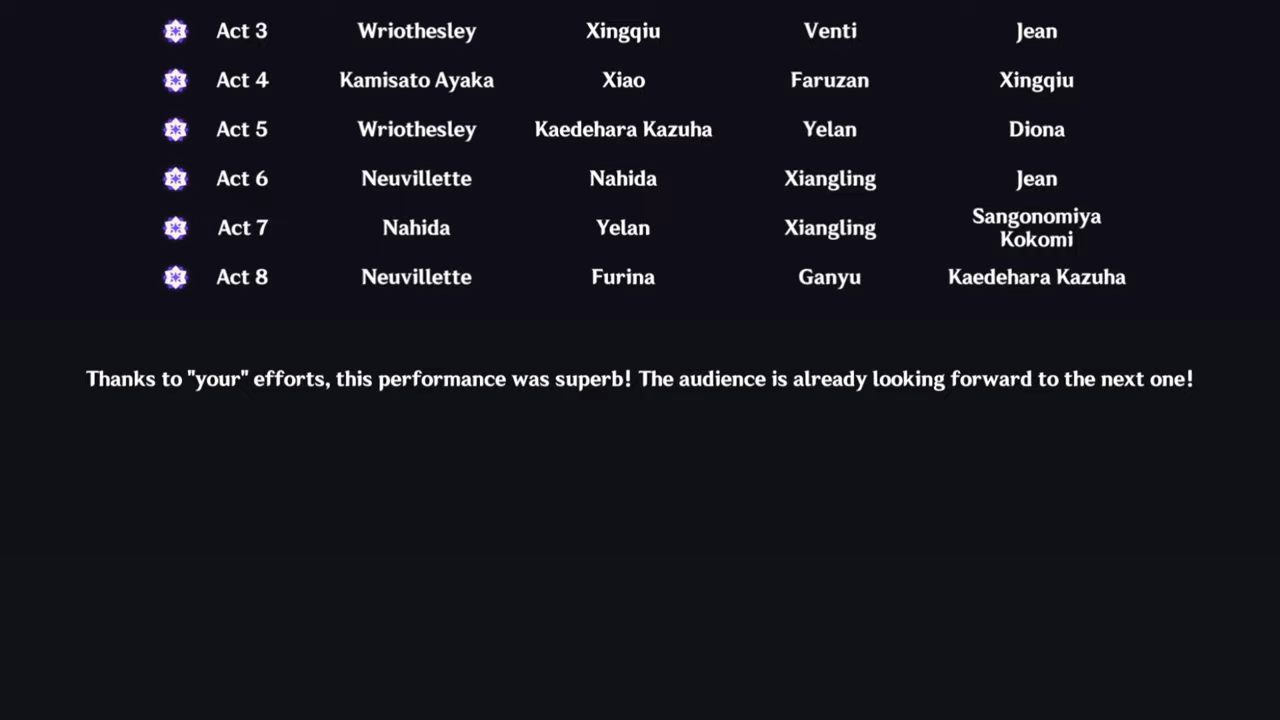 Act 3 Wriothesley Xingqiu Venti Jean
Act 4 Kamisato Ayaka Xiao Faruzan Xingqiu
Act 5 Wriothesley Kaedehara Kazuha Yelan Diona
Act 6 Neuvillette Nahida Xiangling Jean
Act 7 Nahida Yelan Xiangling Sangonomiya
Kokomi
Act 8 Neuvillette Furina Ganyu Kaedehara Kazuha
Thanks to "your" efforts, this performance was superb! The audience is already looking forward to the next one!